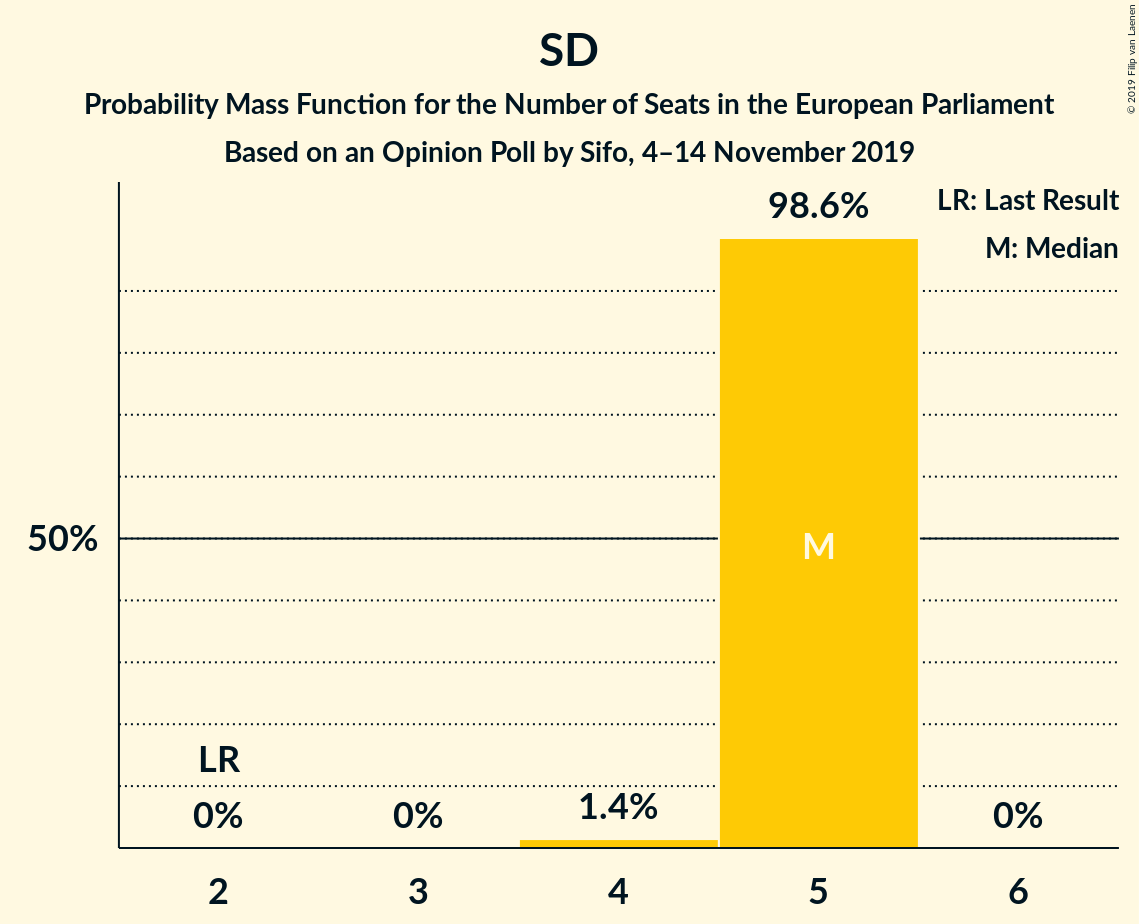 SD
Probability Mass Function for the Number of Seats in the European Parliament
Based on an Opinion Poll by Sifo, 4–14 November 2019
© 2019 Filip van Laenen
LR: Last Result
M: Median
98.6%
50%
M
LR
0%
0%
1.4%
0%
2
3
4
5
6